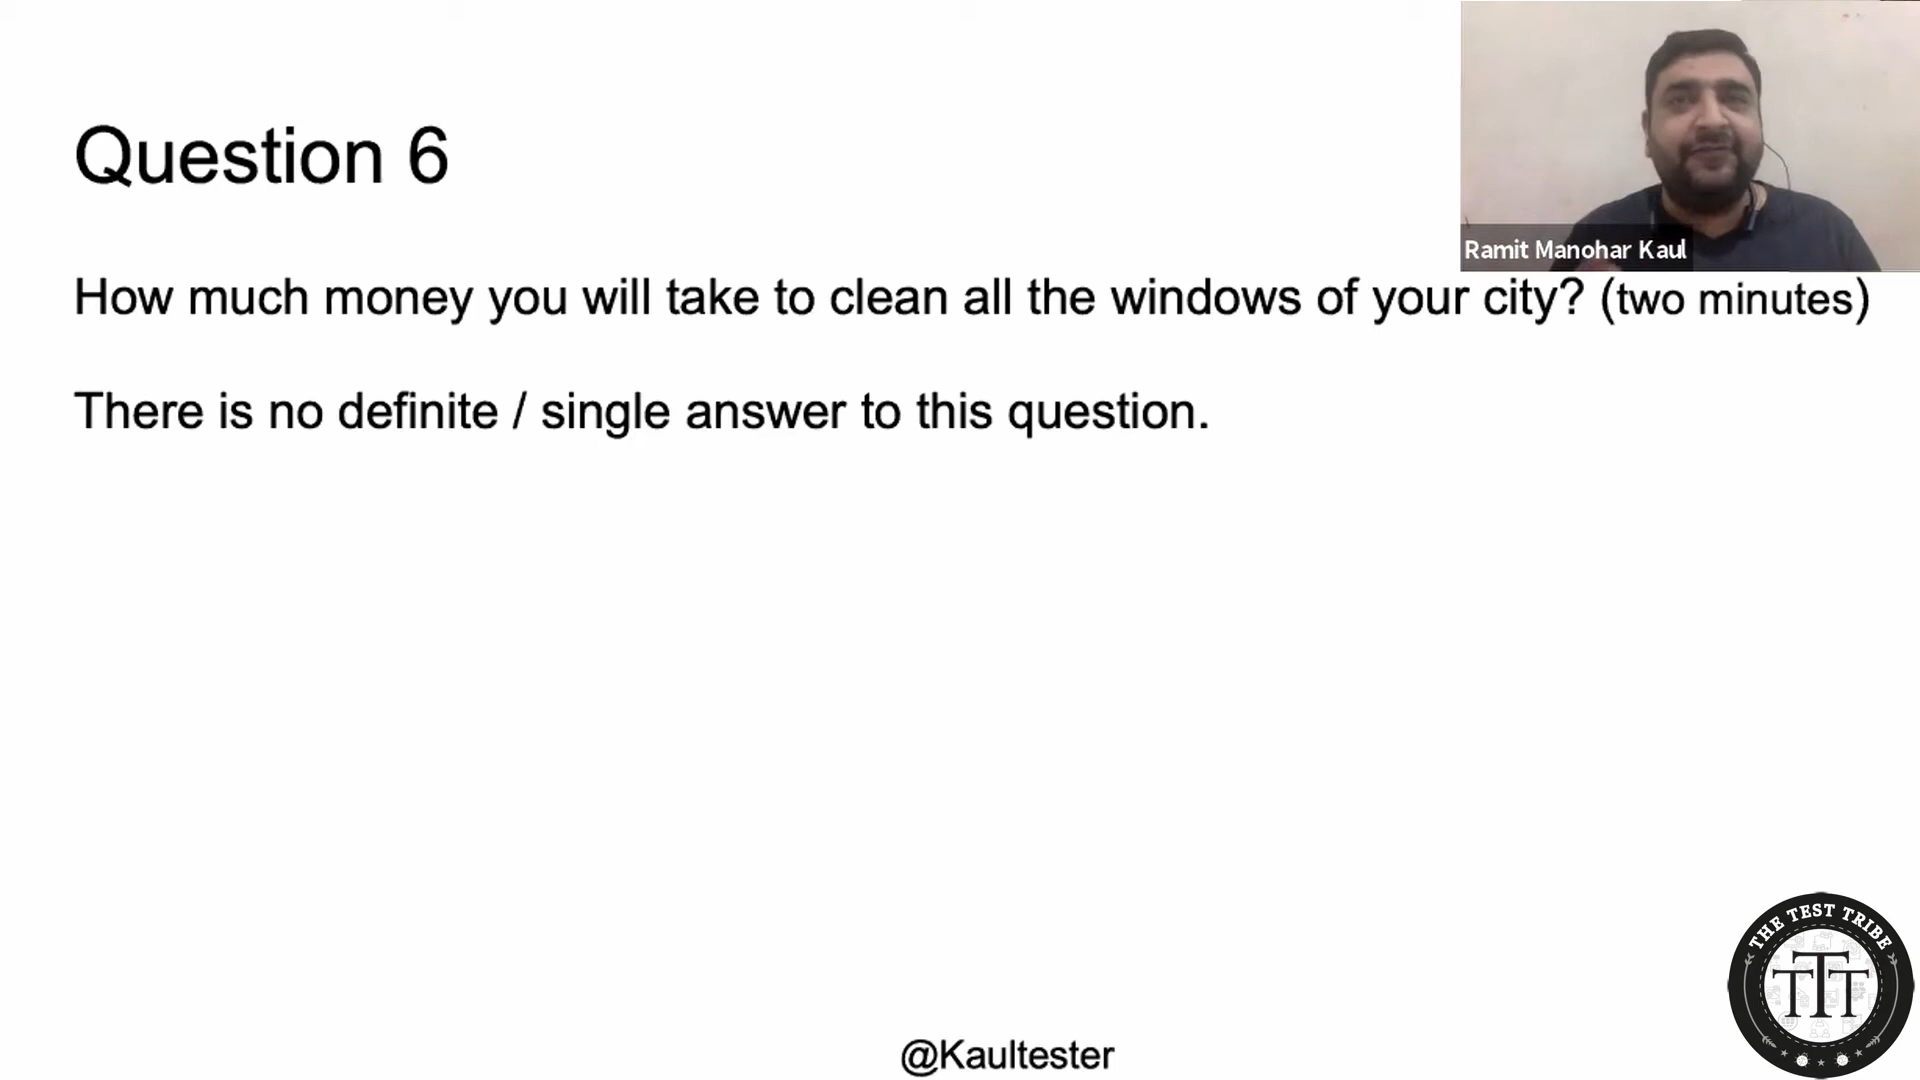 Question 6
Ramit Manohar Kaul
How much money you will take to clean all the windows of your city? (two minutes)
There is no definite / single answer to this question.
THE TEST TRIBE
TTT
@Kaultester